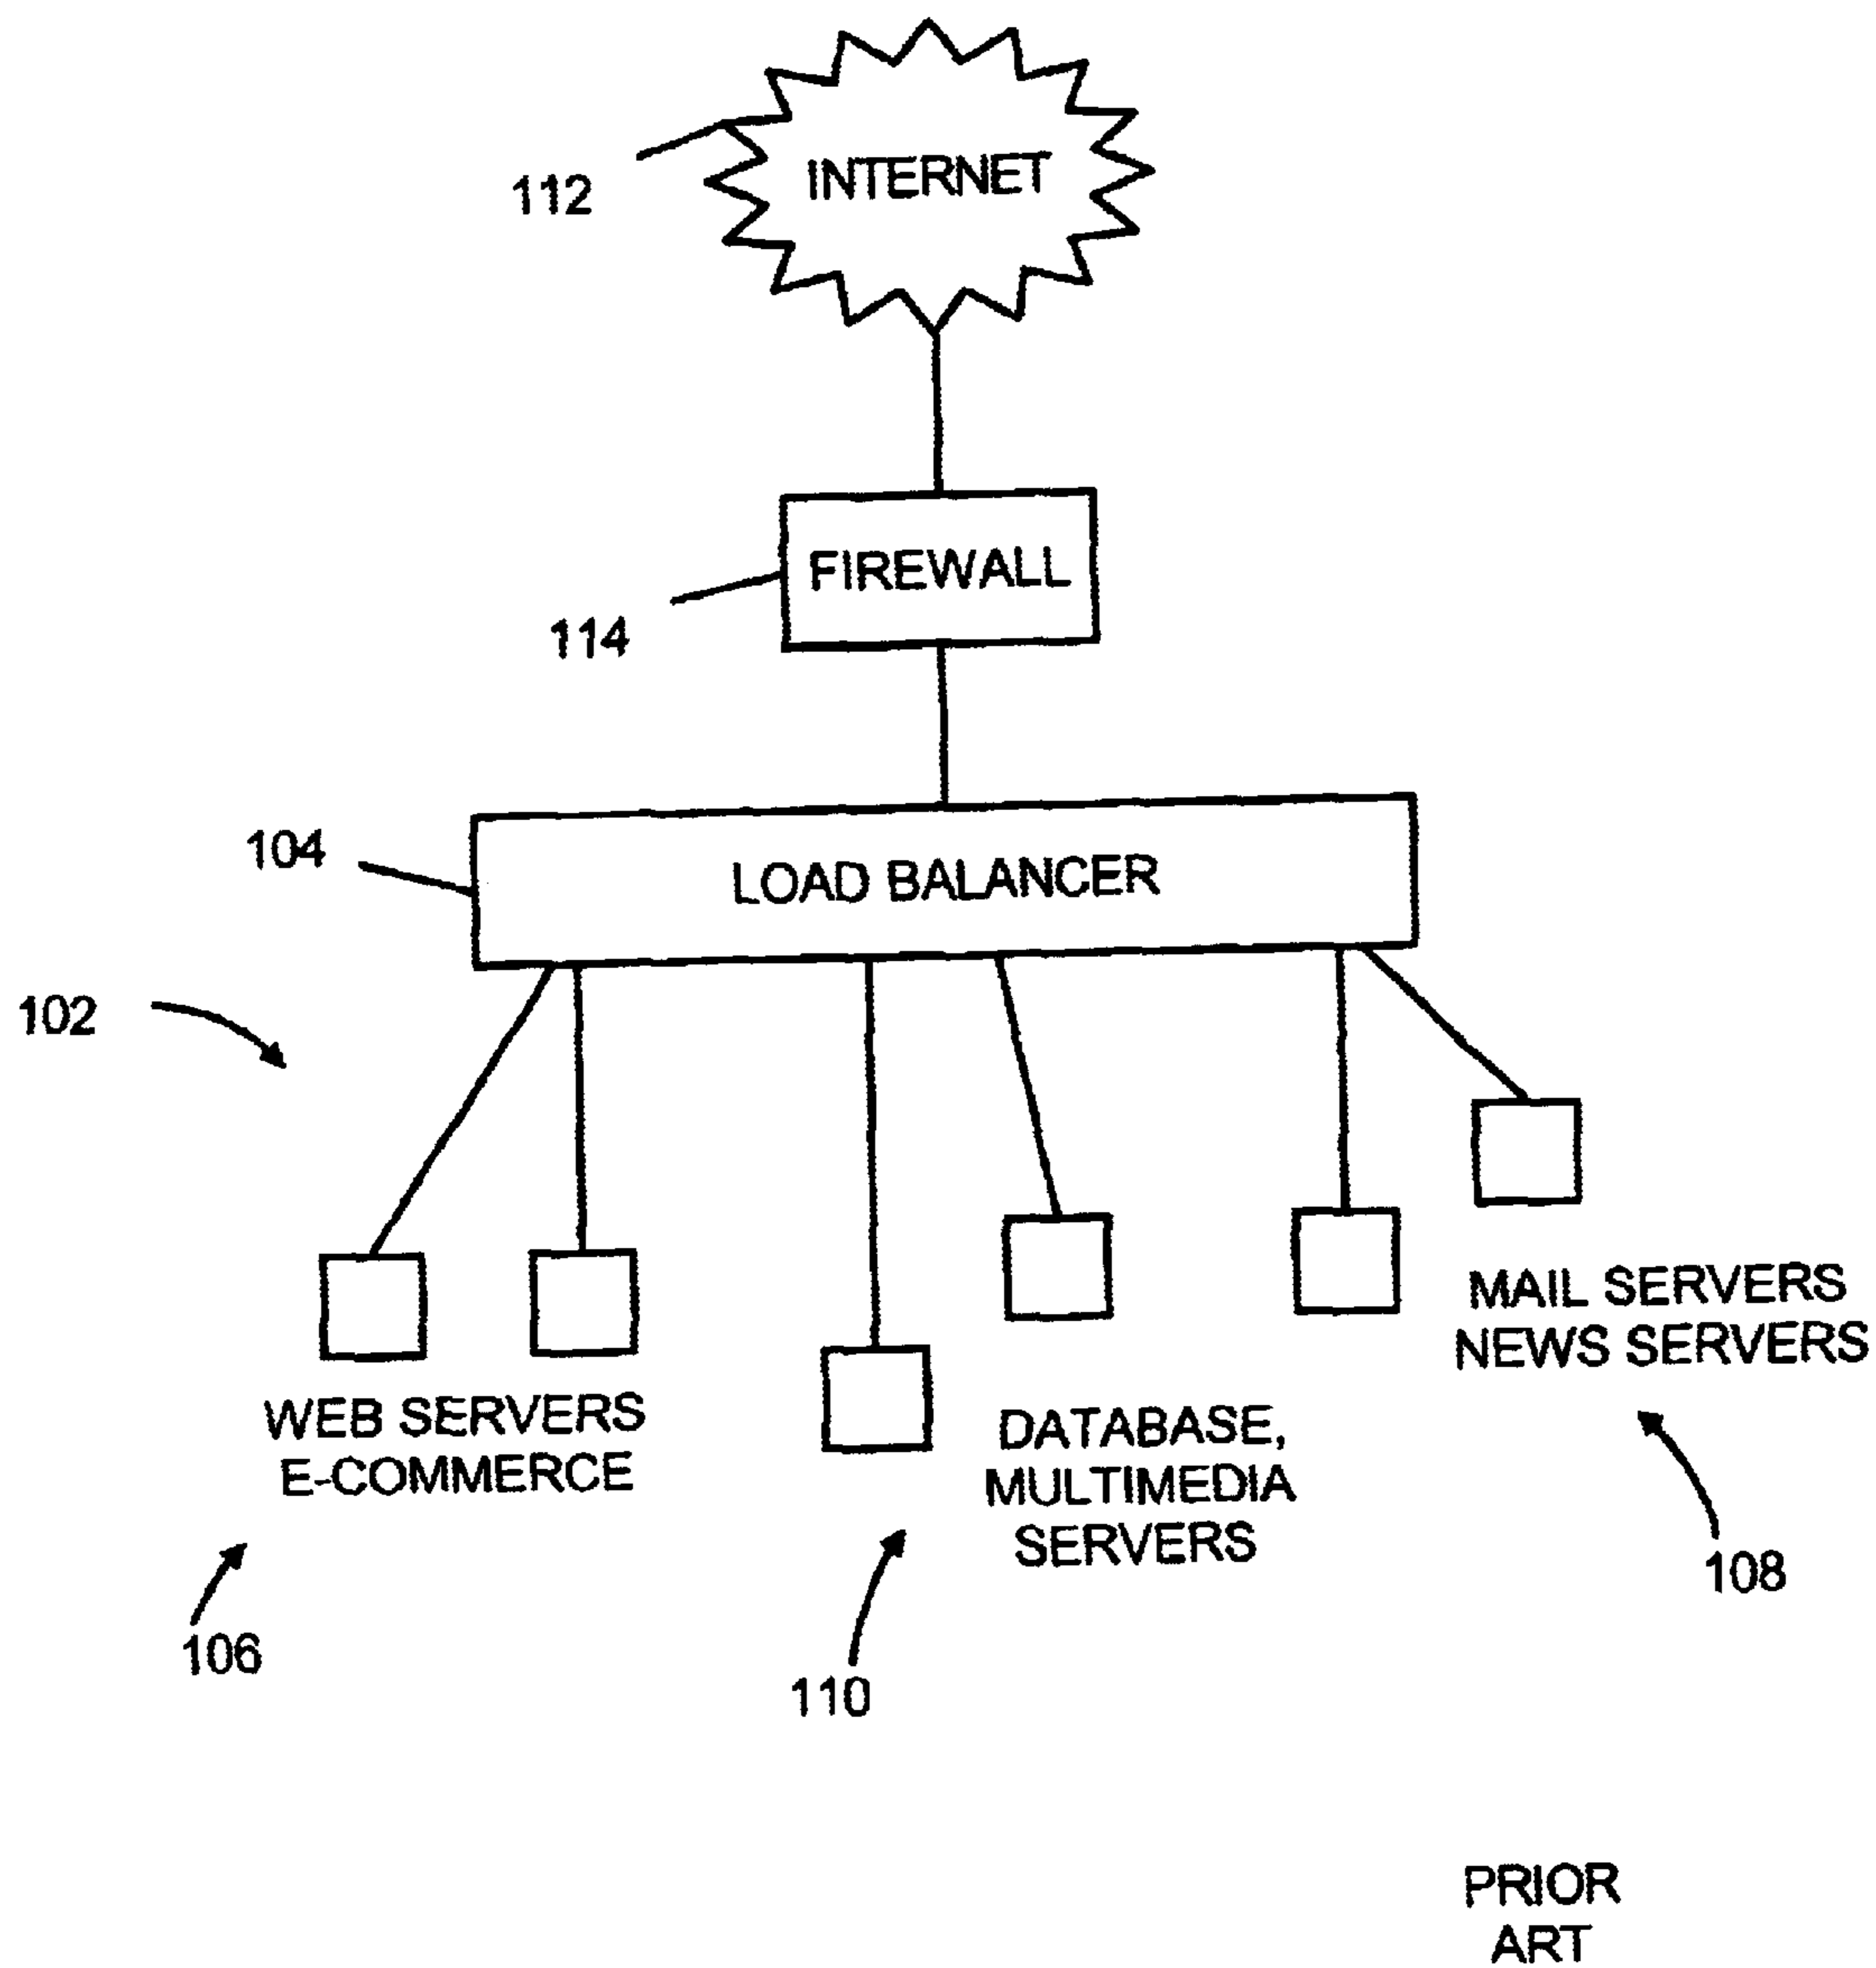 INTERNET
112
FIREWALL
114
104
LOAD BALANCER
102
MAIL SERVERS
NEWS SERVERS
WEB SERVERS
E-COMMERCE
DATABASE,
MULTIMEDIA
SERVERS
108
106
110
PRIOR
ART